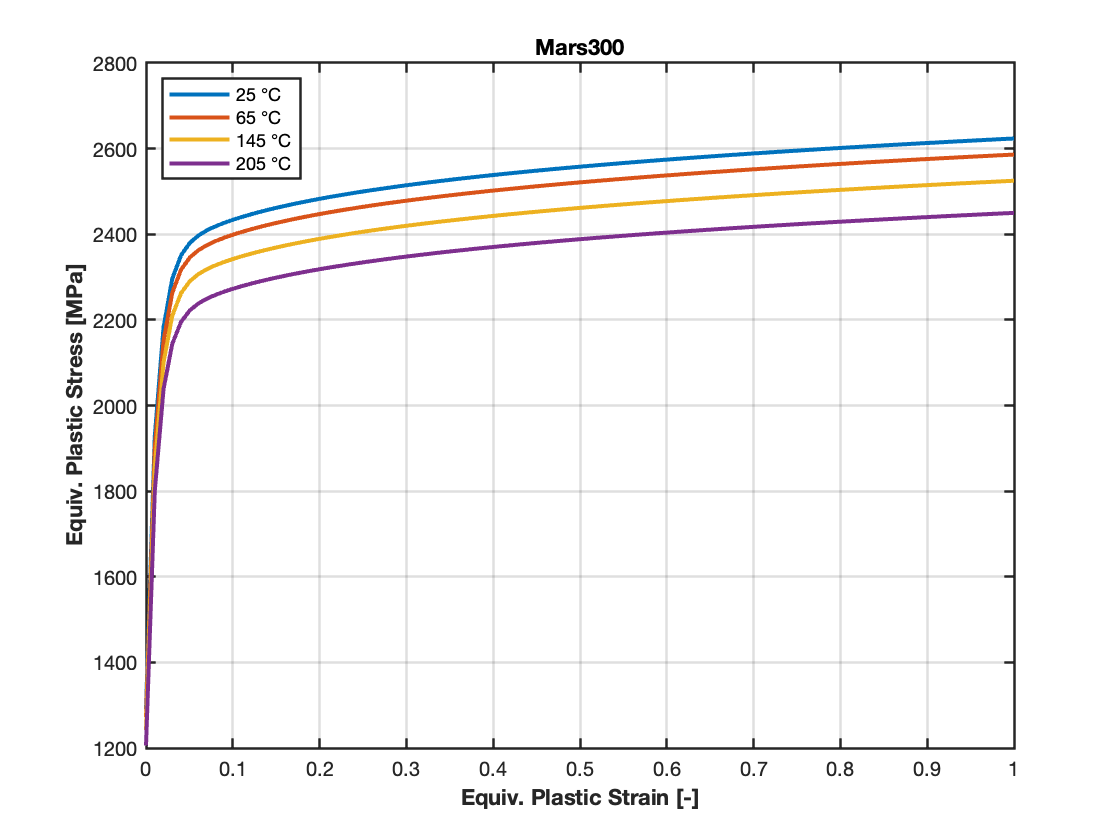 Mars300
2800
2600
2400
2200
2000
1800
1600
1400
1200
Equiv. Plastic Stress [MPa]
25 °C
65 °C
145 °C
205 °C
0 0.1 0.2 0.3 0.4 0.5 0.6 0.7 0.8 0.9 1
Equiv. Plastic Strain [-]